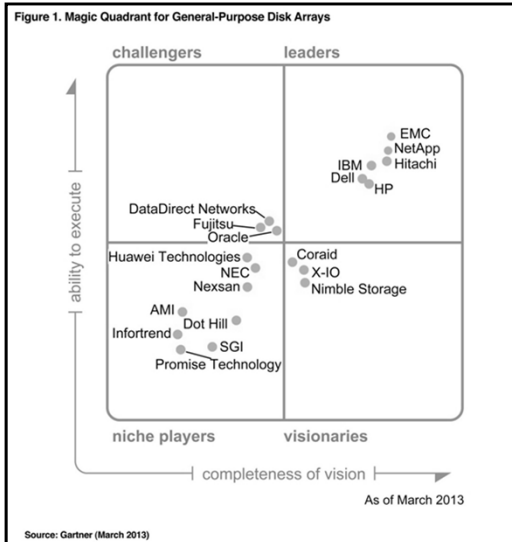 Figure 1. Magic Quadrant for General-Purpose Disk Arrays
challengers
leaders
EMC
NetApp
IBM
Hitachi
Dell
HP
DataDirect Networks
Fujitsu
Oracle
Huawei Technologies
Coraid
NEC
X-IO
Nexsan
Nimble Storage
AMI
Dot Hill
Infortrend
SGI
Promise Technology
niche players
visionaries
ability to execute
completeness of vision
As of March 2013
Source: Gartner (March 2013)